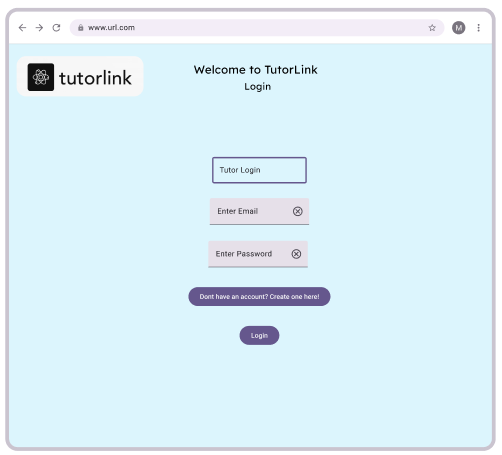 www.url.com
M
tutorlink
Welcome to TutorLink
Login
Tutor Login
Enter Email
Enter Password
Dont have an account? Create one here!
Login